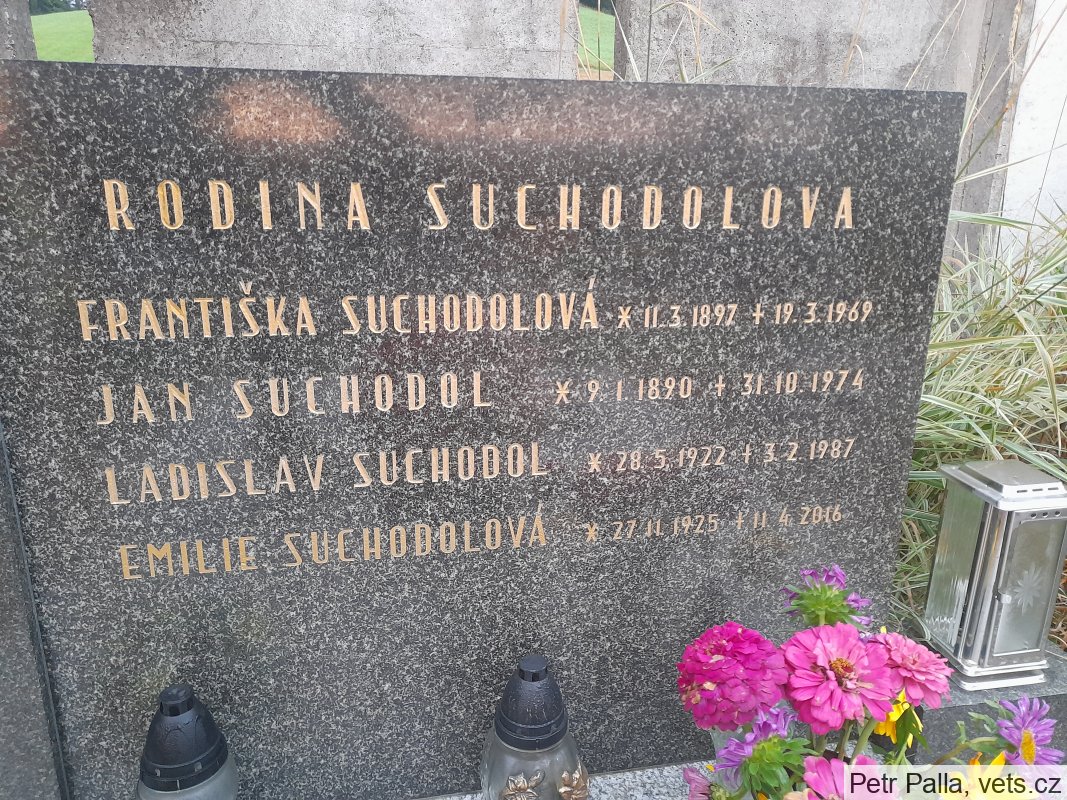 RODINA SUCHODOLOVA
FRANTIŠKA SUCHODOLOVÁ * 11.3.1897 + 19.3.1969
JAN SUCHODOL * 9.1.1890 + 31.10.1974
LADISLAV SUCHODOL * 28.5.1922 + 3.2.1987
EMILIE SUCHODOLOVÁ * 27.11.1925 + 11.4.2016
Petr Palla, vets.cz